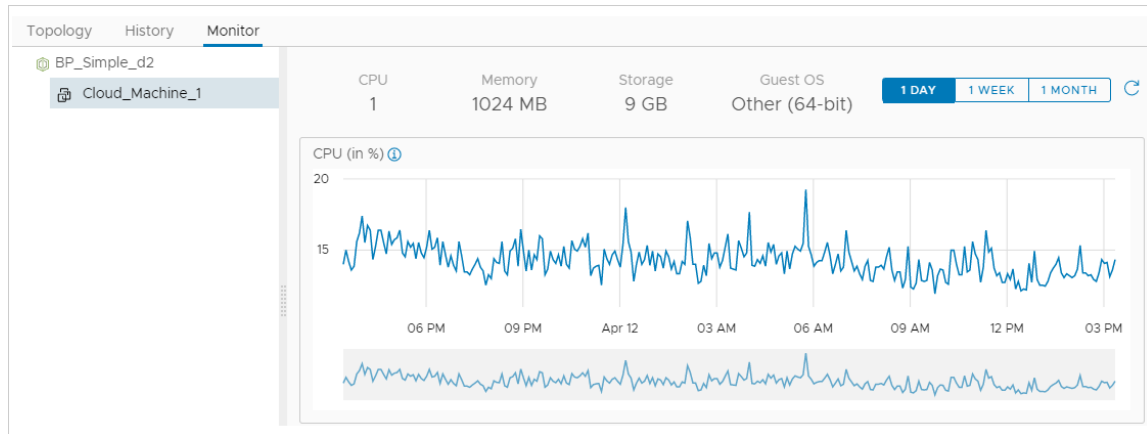 Topology History Monitor
BP_Simple_d2
Cloud_Machine_1
CPU Memory Storage Guest OS
1 1024 MB 9 GB Other (64-bit)
1 DAY 1 WEEK 1 MONTH
CPU (in %)
20
15
06 PM 09 PM Apr 12 03 AM 06 AM 09 AM 12 PM 03 PM